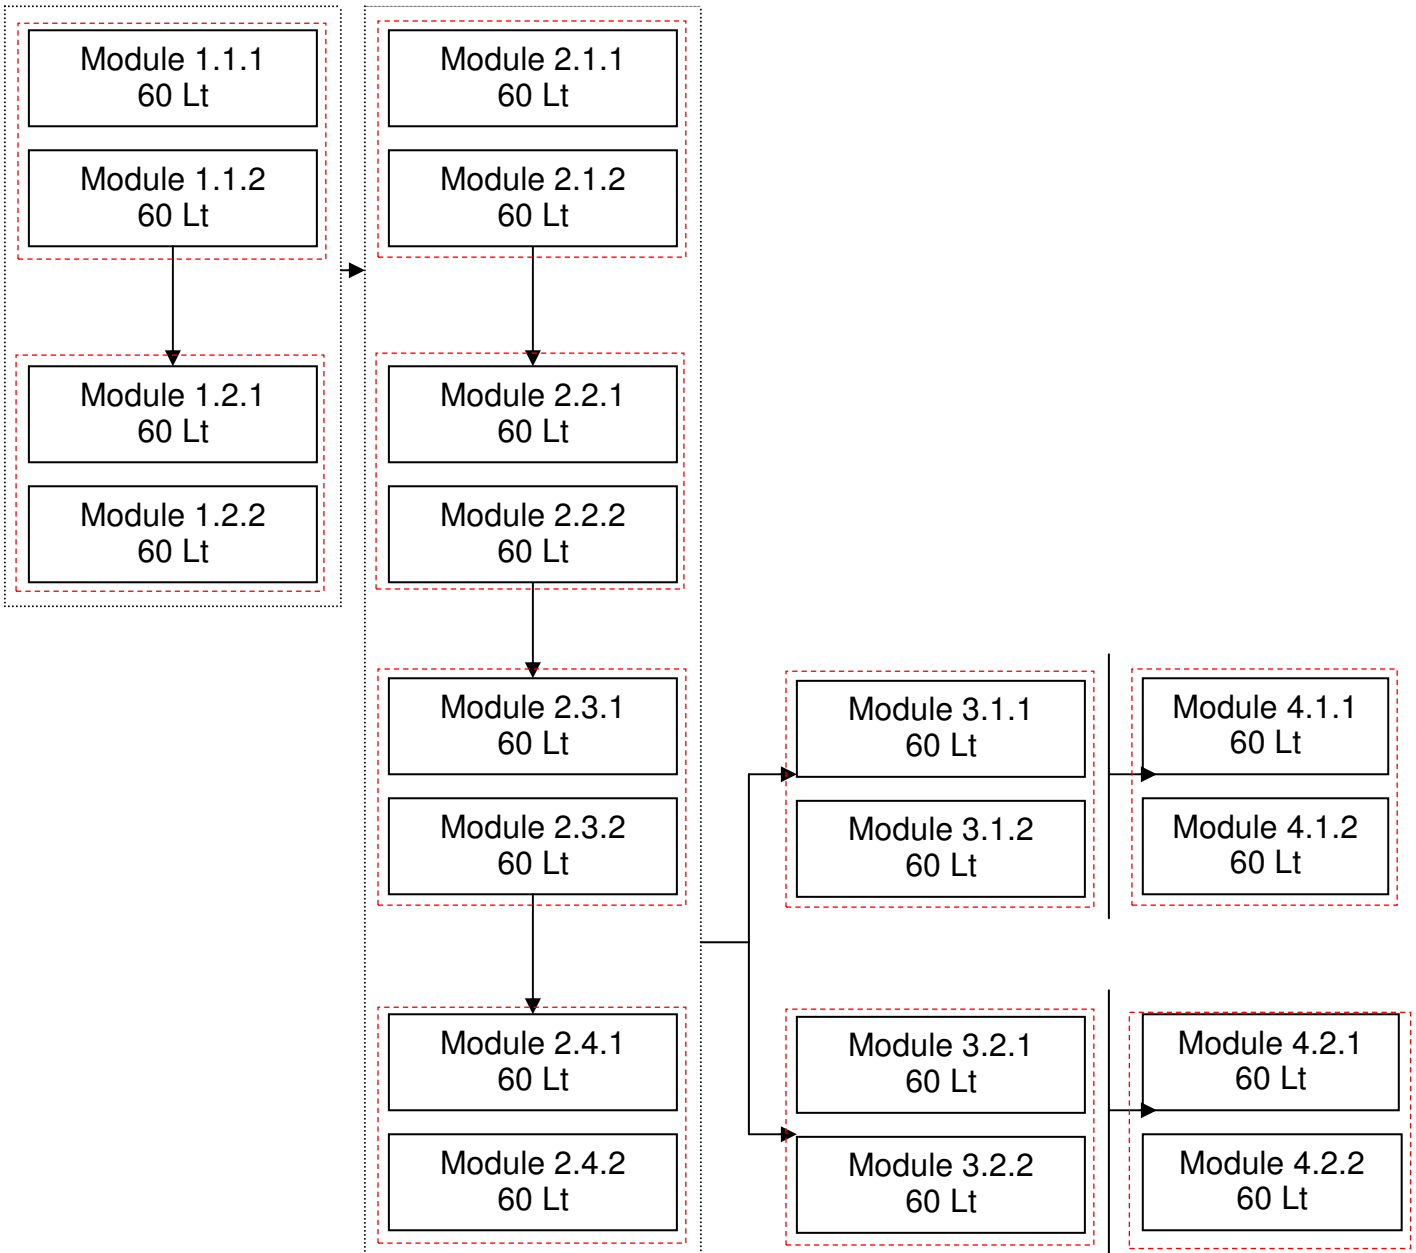 Module 1.1.1
60 Lt
Module 1.1.2
60 Lt
Module 1.2.1
60 Lt
Module 1.2.2
60 Lt
Module 2.1.1
60 Lt
Module 2.1.2
60 Lt
Module 2.2.1
60 Lt
Module 2.2.2
60 Lt
Module 2.3.1
60 Lt
Module 2.3.2
60 Lt
Module 2.4.1
60 Lt
Module 2.4.2
60 Lt
Module 3.1.1
60 Lt
Module 3.1.2
60 Lt
Module 3.2.1
60 Lt
Module 3.2.2
60 Lt
Module 4.1.1
60 Lt
Module 4.1.2
60 Lt
Module 4.2.1
60 Lt
Module 4.2.2
60 Lt